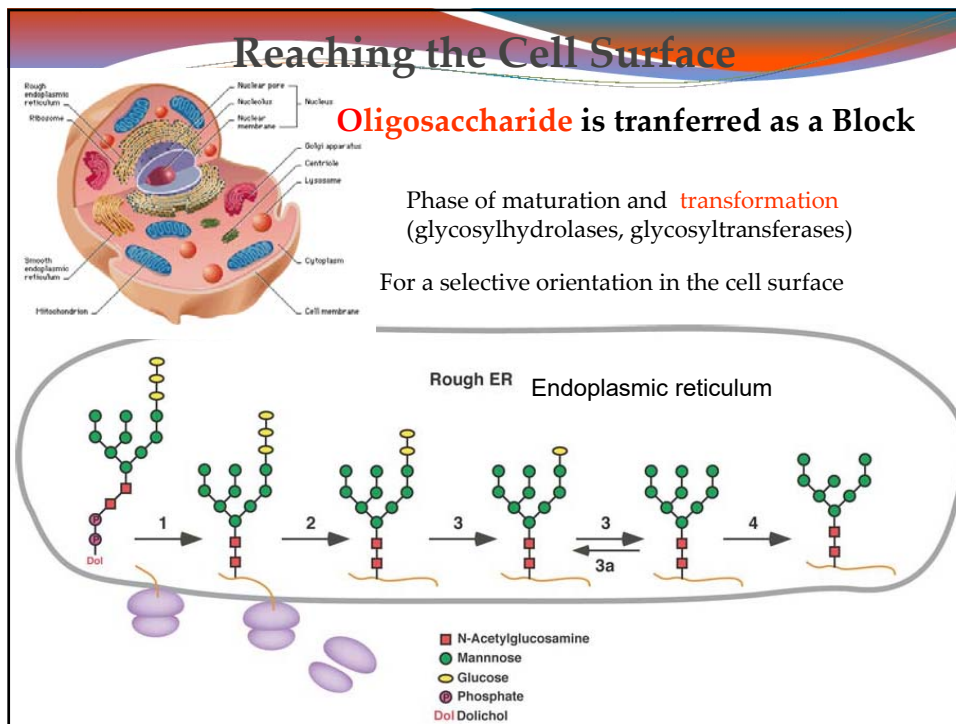 Reaching the Cell Surface
Rough
endoplasmic
reticulum
Ribosome
Nuclear pore
Nucleolus
Nuclear
membrane
Nucleus
Golgi apparatus
Centriole
Lysosome
Smooth
endoplasmic
reticulum
Mitochondrion
Cytoplasm
Cell membrane
Oligosaccharide is tranferred as a Block
Phase of maturation and transformation
(glycosylhydrolases, glycosyltransferases)
For a selective orientation in the cell surface
Rough ER Endoplasmic reticulum
P
P
Dol
1 2 3 3 4
3a
N-Acetylglucosamine
Mannnose
Glucose
P Phosphate
Dol Dolichol